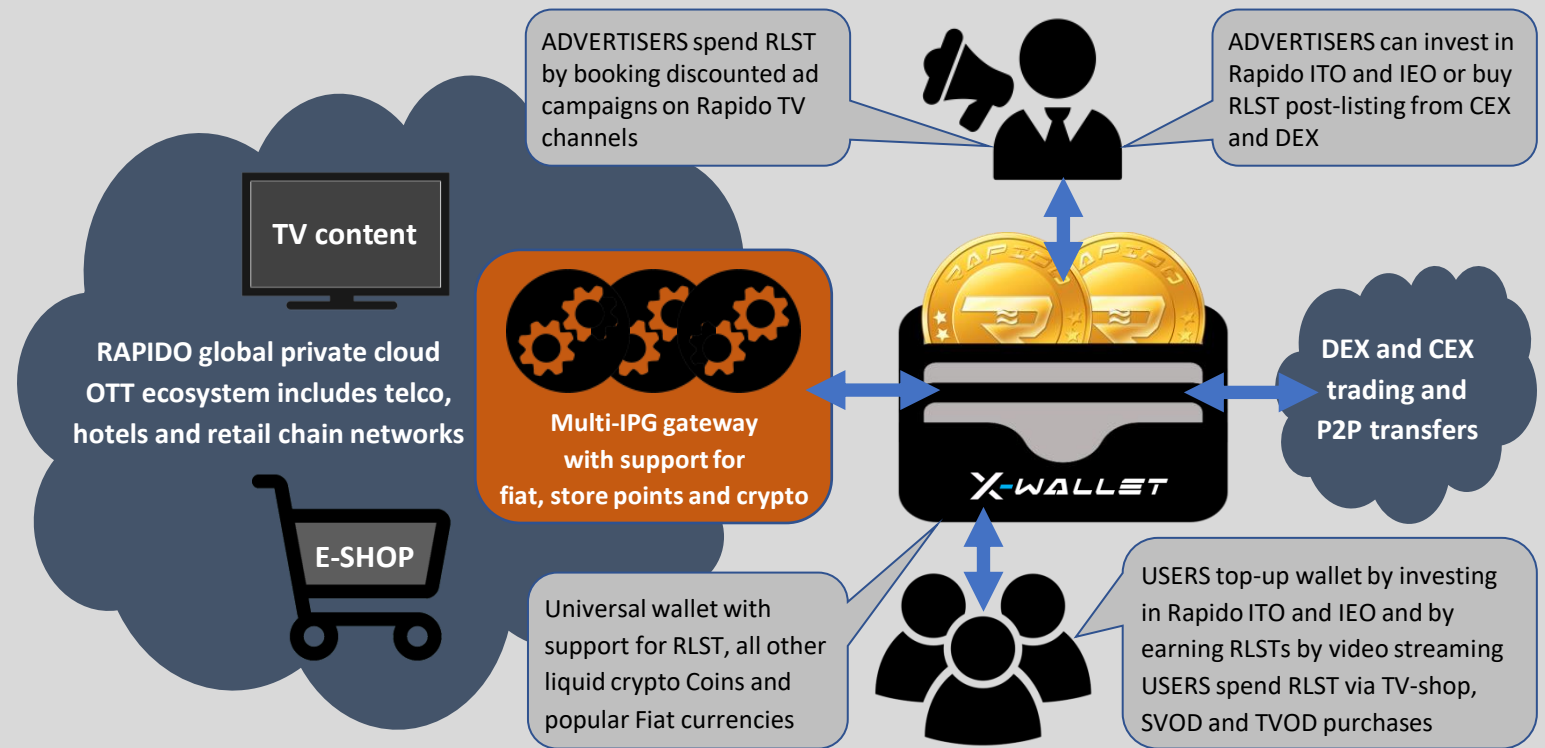 ADVERTISERS spend RLST
by booking discounted ad
campaigns on Rapido TV
channels
ADVERTISERS can invest in
Rapido ITO and IEO or buy
RLST post-listing from CEX
and DEX
TV content
RAPIDO global private cloud
OTT ecosystem includes telco,
hotels and retail chain networks
E-SHOP
Multi-IPG gateway
with support for
fiat, store points and crypto
RAPIDO
RAPIDO
X-WALLET
DEX and CEX
trading and
P2P transfers
Universal wallet with
support for RLST, all other
liquid crypto Coins and
popular Fiat currencies
USERS top-up wallet by investing
in Rapido ITO and IEO and by
earning RLSTs by video streaming
USERS spend RLST via TV-shop,
SVOD and TVOD purchases